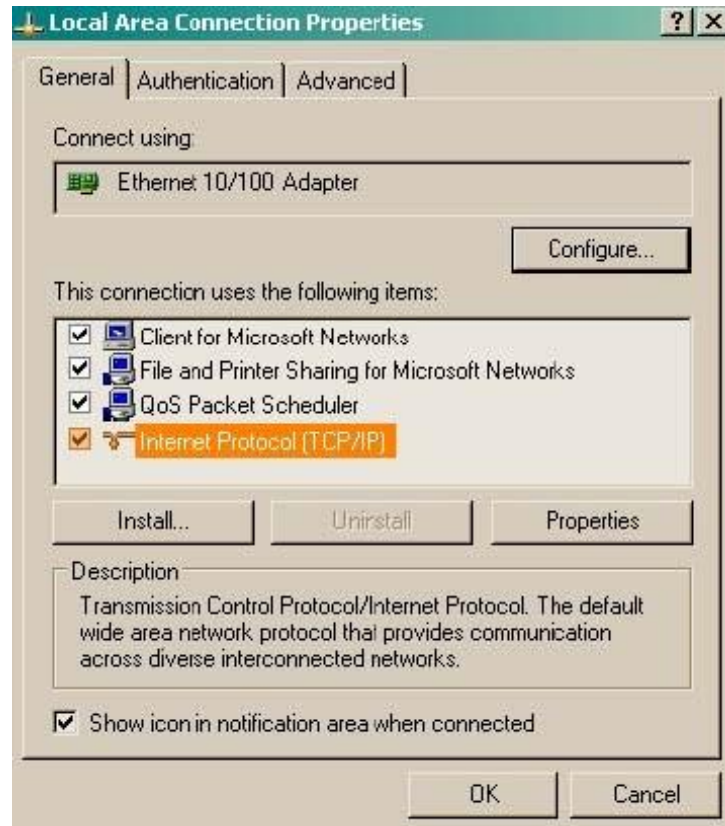 Local Area Connection Properties
General
Authentication
Advanced
Connect using:
Ethernet 10/100 Adapter
Configure...
This connection uses the following items:
Client for Microsoft Networks
File and Printer Sharing for Microsoft Networks
QoS Packet Scheduler
Internet Protocol (TCP/IP)
Install...
Uninstall
Properties
Description
Transmission Control Protocol/Internet Protocol. The default
wide area network protocol that provides communication
across diverse interconnected networks.
Show icon in notification area when connected
OK
Cancel